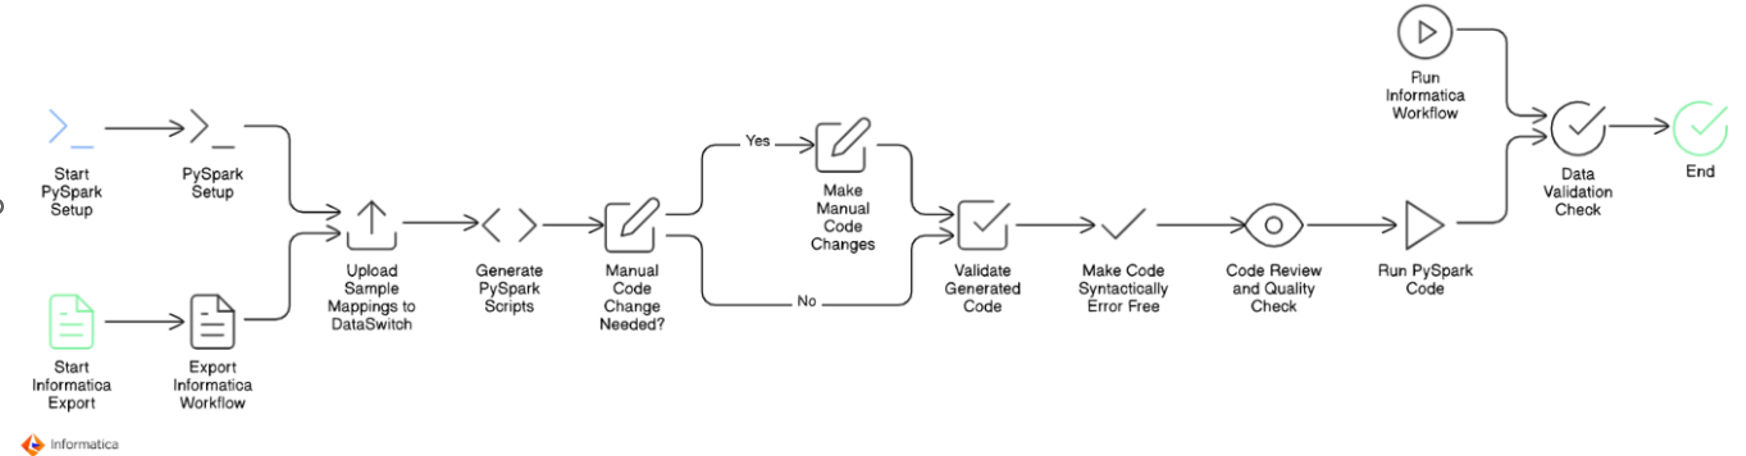 Start
PySpark
Setup
PySpark
Setup
Start
Informatica
Export
Export
Informatica
Workflow
Upload
Sample
Mappings to
DataSwitch
Generate
PySpark
Scripts
Manual
Code
Change
Needed?
Yes
No
Make
Manual
Code
Changes
Validate
Generated
Code
Make Code
Syntactically
Error Free
Code Review
and Quality
Check
Run PySpark
Code
Run
Informatica
Workflow
Data
Validation
Check
End
Informatica